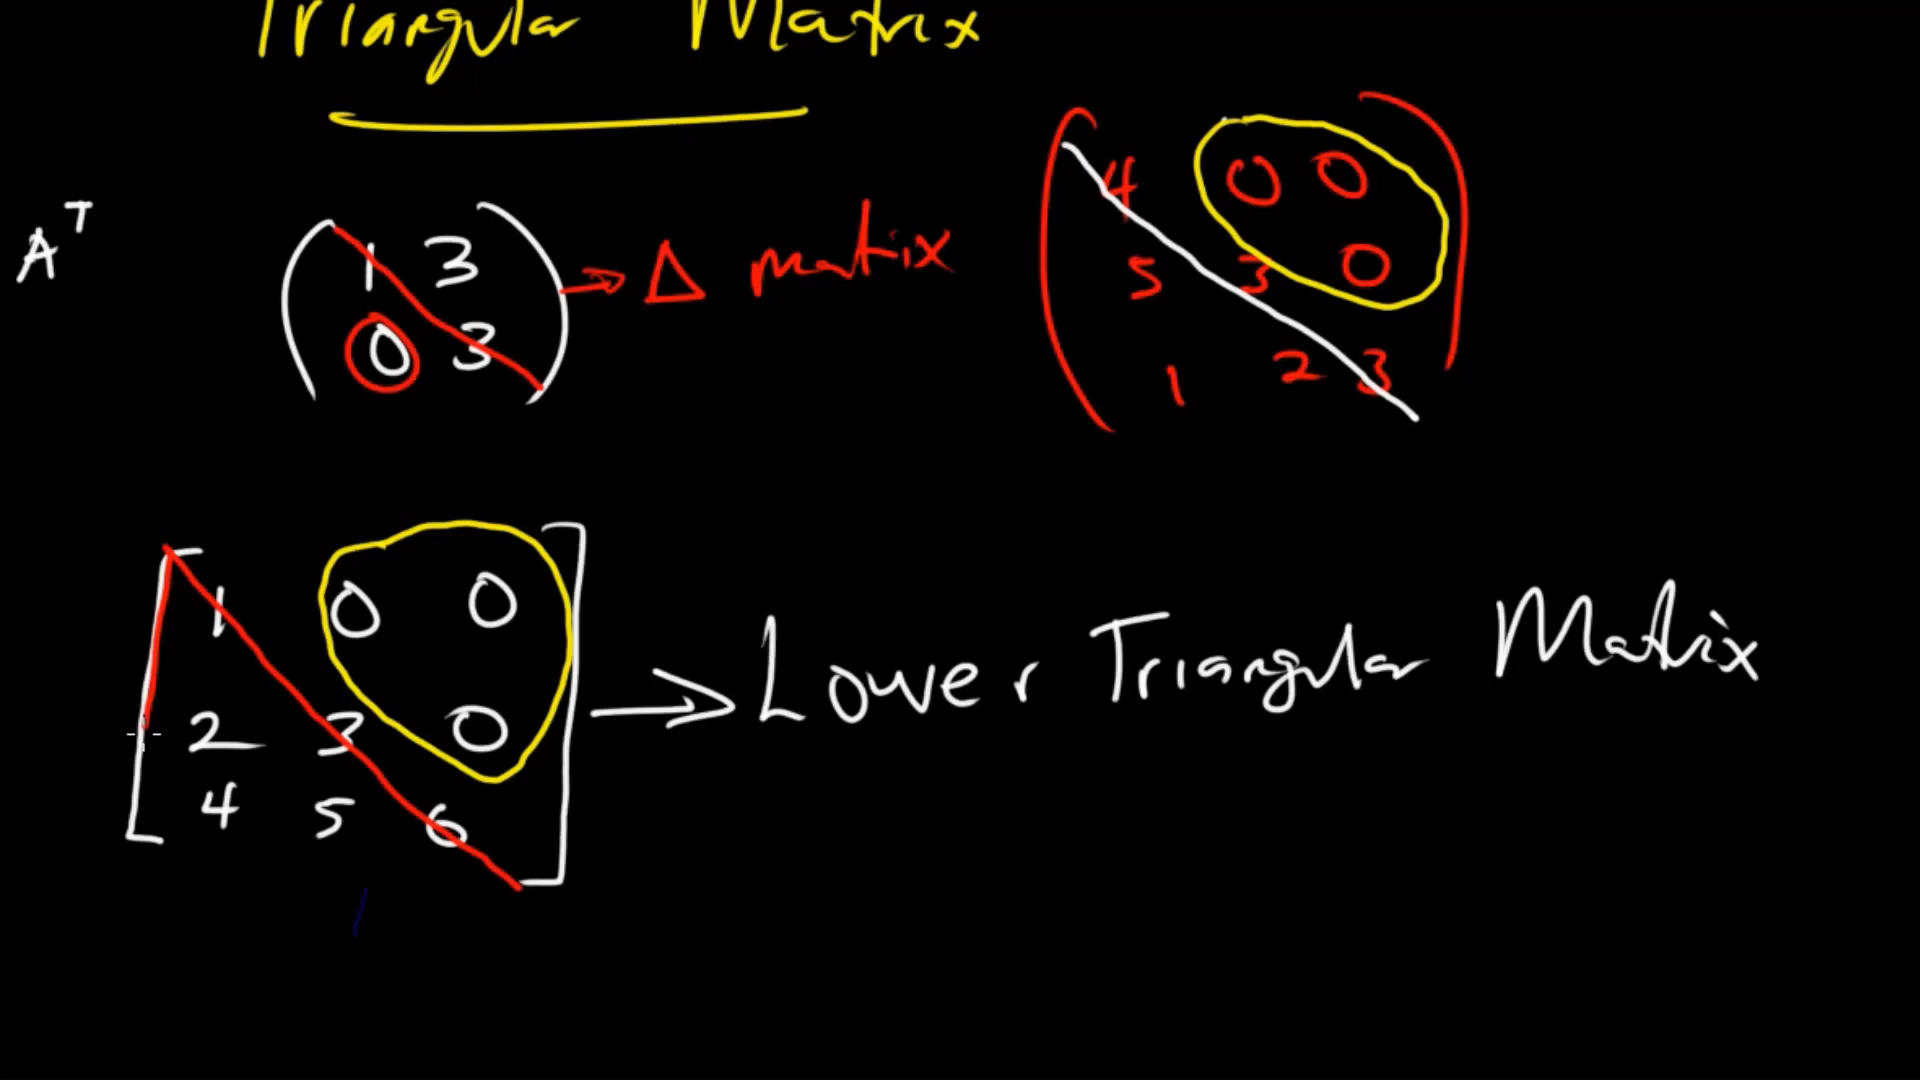 Triangular Matrix
A^T
1 3
0 3
→ Δ matrix
4 0 0
5 3 0
1 2 3
1 0 0
2 3 0
4 5 6
→ Lower Triangular Matrix